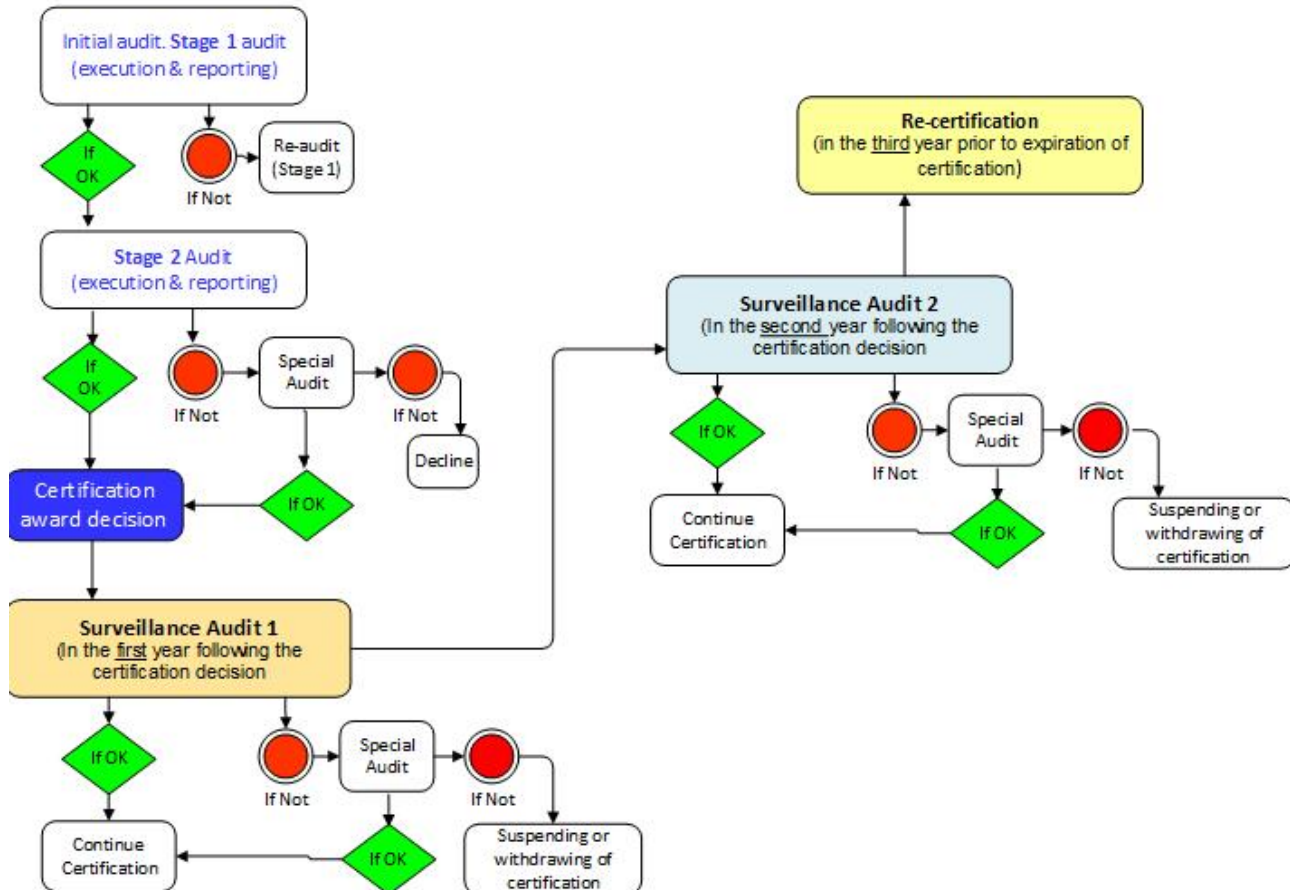 Initial audit. Stage 1 audit
(execution & reporting)
If
OK
If Not
Re-audit
(Stage 1)
Stage 2 Audit
(execution & reporting)
If
OK
If Not
Special
Audit
If Not
Decline
If OK
Certification
award decision
Surveillance Audit 1
(In the first year following the
certification decision
If OK
If Not
Special
Audit
If Not
If OK
Continue
Certification
Suspending or
withdrawing of
certification
Re-certification
(in the third year prior to expiration of
certification)
Surveillance Audit 2
(In the second year following the
certification decision
If OK
If Not
Special
Audit
If Not
If OK
Continue
Certification
Suspending or
withdrawing of
certification